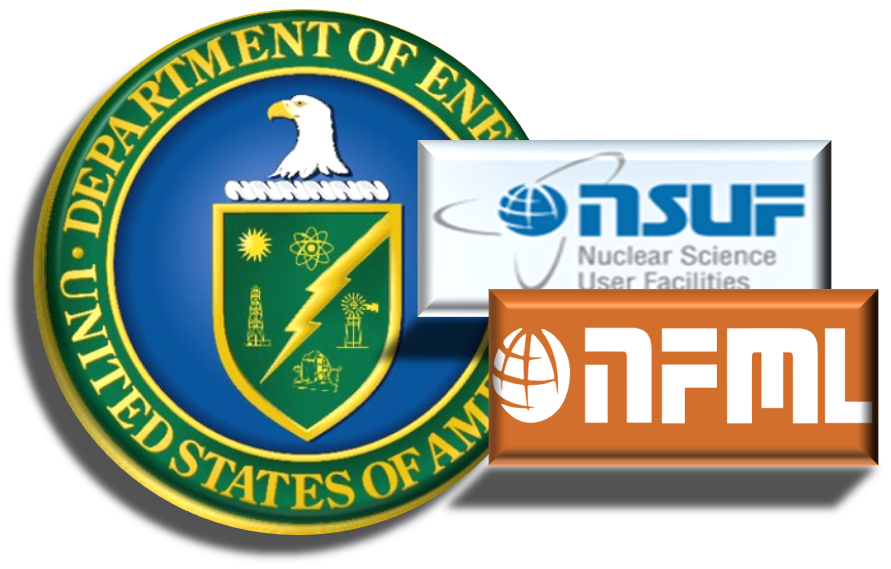 DEPARTMENT OF ENE
UNITED STATES OF AM
nsuf
Nuclear Science
User Facilities
NFML